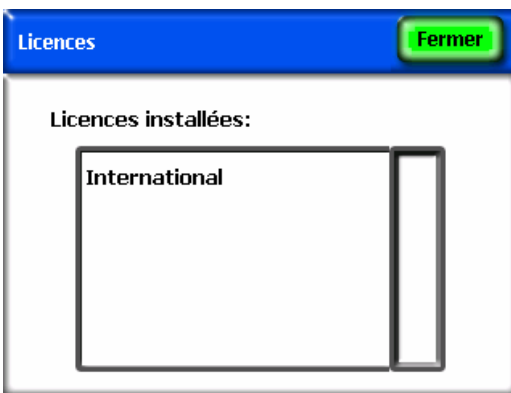 Licences
Fermer
Licences installées:
International